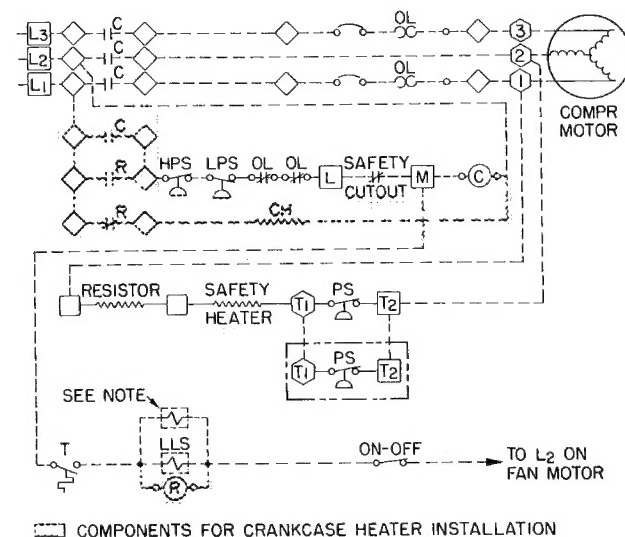 L3 C OL 3
L2 C 2
L1 C OL 1
COMPR
MOTOR
C
R HPS LPS OL OL L SAFETY
CUTOUT M C
R CH
RESISTOR SAFETY
HEATER T1 PS T2
T1 PS T2
SEE NOTE
T LLS ON-OFF TO L2 ON
FAN MOTOR
R
COMPONENTS FOR CRANKCASE HEATER INSTALLATION